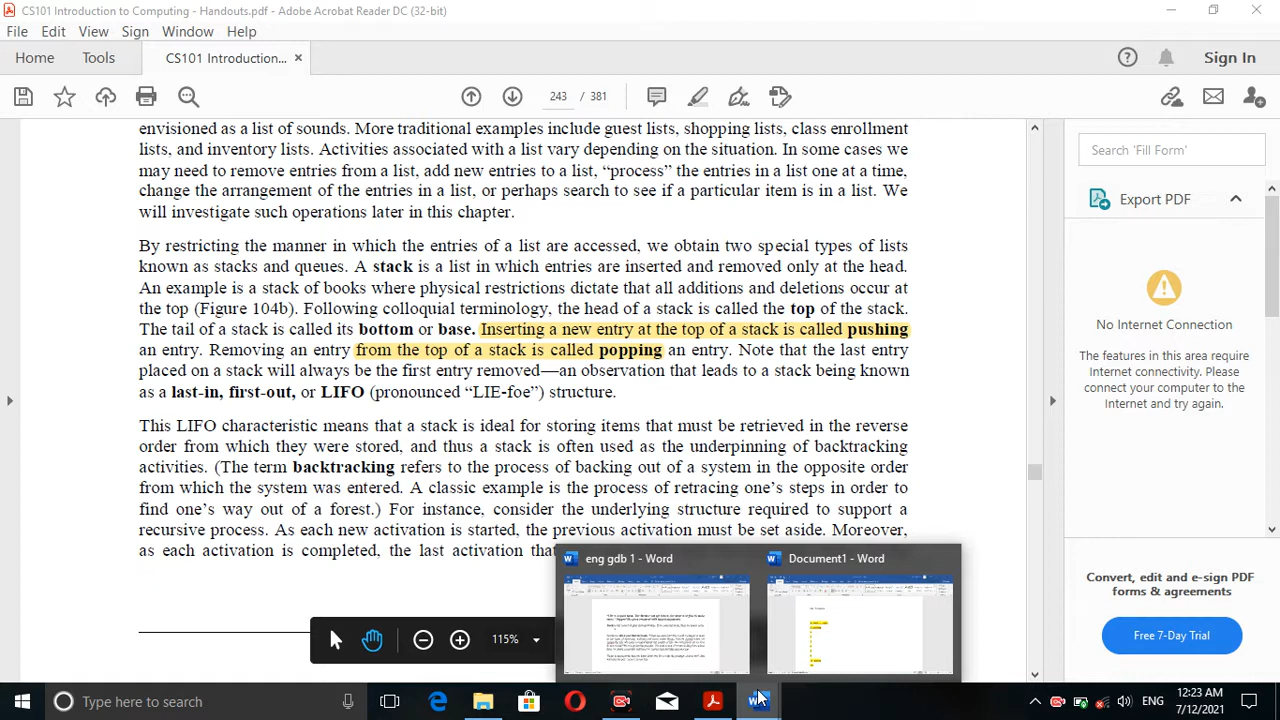 CS101 Introduction to Computing - Handouts.pdf - Adobe Acrobat Reader DC (32-bit)
File Edit View Sign Window Help
Home Tools CS101 Introduction... Sign In
243 / 381
envisioned as a list of sounds. More traditional examples include guest lists, shopping lists, class enrollment
lists, and inventory lists. Activities associated with a list vary depending on the situation. In some cases we
may need to remove entries from a list, add new entries to a list, “process” the entries in a list one at a time,
change the arrangement of the entries in a list, or perhaps search to see if a particular item is in a list. We
will investigate such operations later in this chapter.
By restricting the manner in which the entries of a list are accessed, we obtain two special types of lists
known as stacks and queues. A stack is a list in which entries are inserted and removed only at the head.
An example is a stack of books where physical restrictions dictate that all additions and deletions occur at
the top (Figure 104b). Following colloquial terminology, the head of a stack is called the top of the stack.
The tail of a stack is called its bottom or base. Inserting a new entry at the top of a stack is called pushing
an entry. Removing an entry from the top of a stack is called popping an entry. Note that the last entry
placed on a stack will always be the first entry removed—an observation that leads to a stack being known
as a last-in, first-out, or LIFO (pronounced “LIE-foe”) structure.
This LIFO characteristic means that a stack is ideal for storing items that must be retrieved in the reverse
order from which they were stored, and thus a stack is often used as the underpinning of backtracking
activities. (The term backtracking refers to the process of backing out of a system in the opposite order
from which the system was entered. A classic example is the process of retracing one’s steps in order to
find one’s way out of a forest.) For instance, consider the underlying structure required to support a
recursive process. As each new activation is started, the previous activation must be set aside. Moreover,
as each activation is completed, the last activation that
Search 'Fill Form'
Export PDF
No Internet Connection
The features in this area require
Internet connectivity. Please
connect your computer to the
Internet and try again.
Convert, edit and e-sign PDF
forms & agreements
Free 7-Day Trial
eng gdb 1 - Word
Document1 - Word
115%
Type here to search
ENG
12:23 AM
7/12/2021